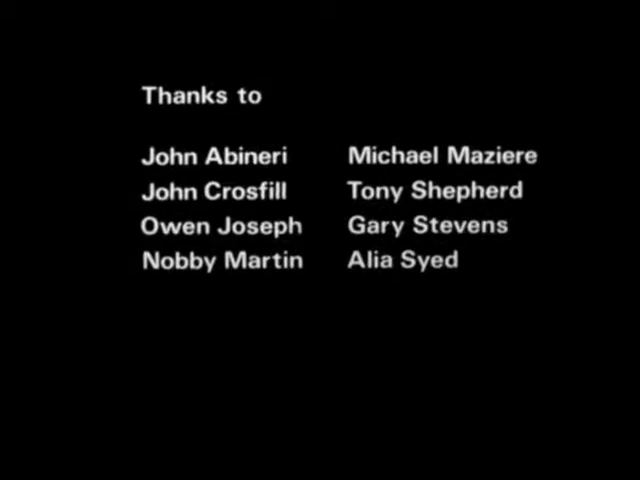 Thanks to
John Abineri Michael Maziere
John Crosfill Tony Shepherd
Owen Joseph Gary Stevens
Nobby Martin Alia Syed